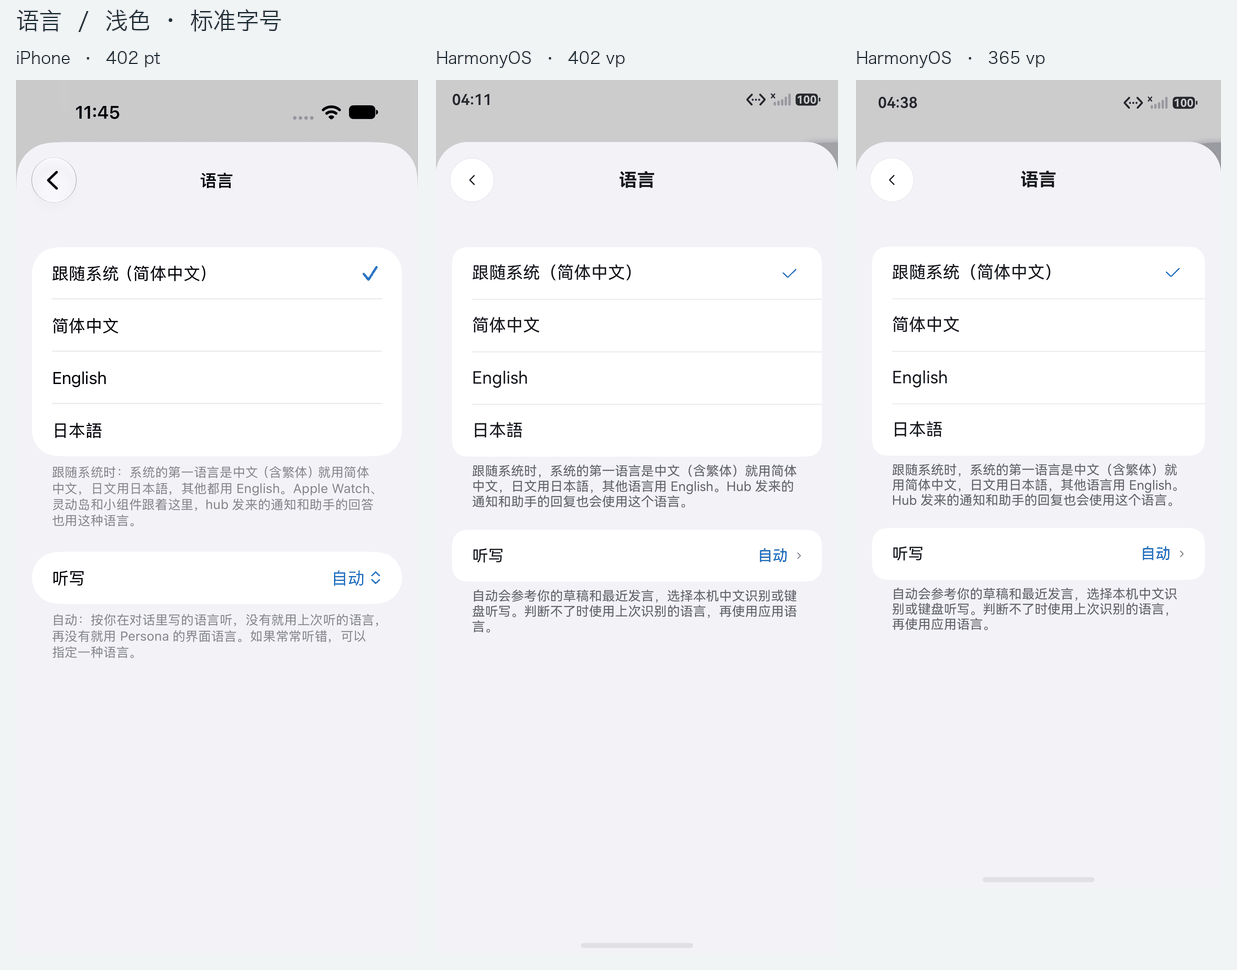 语言 / 浅色 · 标准字号
iPhone · 402 pt
11:45
语言
跟随系统（简体中文）
简体中文
English
日本語
跟随系统时：系统的第一语言是中文（含繁体）就用简体
中文，日文用日本語，其他都用 English。Apple Watch、
灵动岛和小组件跟着这里，hub 发来的通知和助手的回答
也用这种语言。
听写
自动
自动：按你在对话里写的语言听，没有就用上次听的语言，
再没有就用 Persona 的界面语言。如果常常听错，可以
指定一种语言。
HarmonyOS · 402 vp
04:11
100
语言
跟随系统（简体中文）
简体中文
English
日本語
跟随系统时，系统的第一语言是中文（含繁体）就用简体
中文，日文用日本語，其他语言用 English。Hub 发来的
通知和助手的回复也会使用这个语言。
听写
自动
自动会参考你的草稿和最近发言，选择本机中文识别或键
盘听写。判断不了时使用上次识别的语言，再使用应用语
言。
HarmonyOS · 365 vp
04:38
100
语言
跟随系统（简体中文）
简体中文
English
日本語
跟随系统时，系统的第一语言是中文（含繁体）就
用简体中文，日文用日本語，其他语言用 English。
Hub 发来的通知和助手的回复也会使用这个语言。
听写
自动
自动会参考你的草稿和最近发言，选择本机中文识
别或键盘听写。判断不了时使用上次识别的语言，
再使用应用语言。